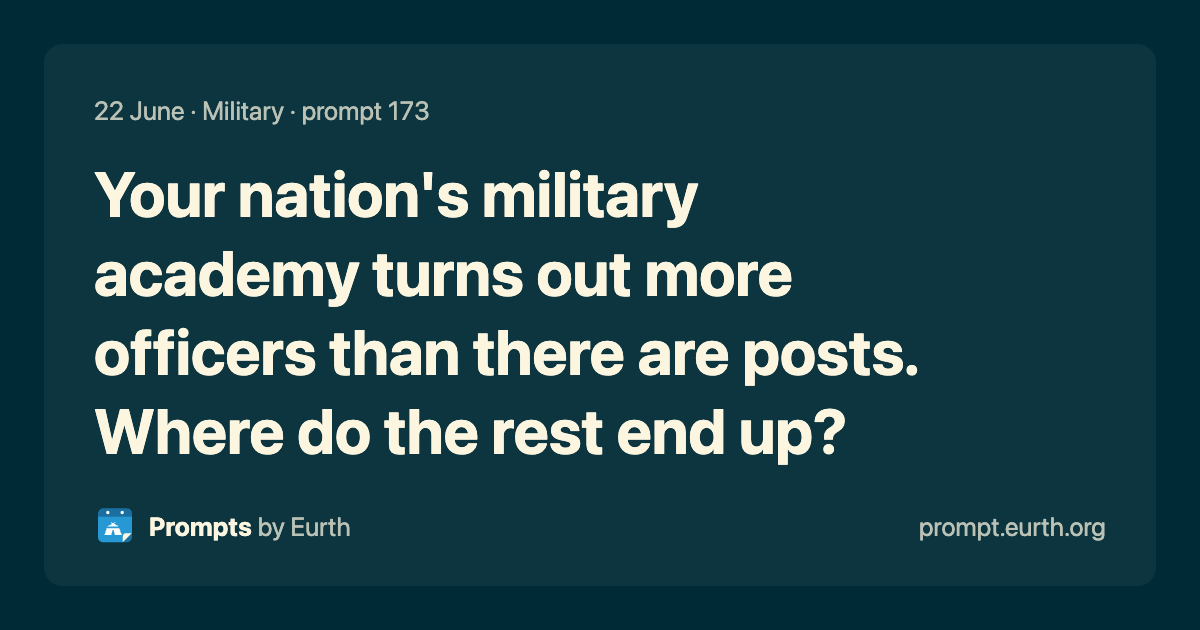 22 June · Military · prompt 173
Your nation's military
academy turns out more
officers than there are posts.
Where do the rest end up?
Prompts by Eurth
prompt.eurth.org